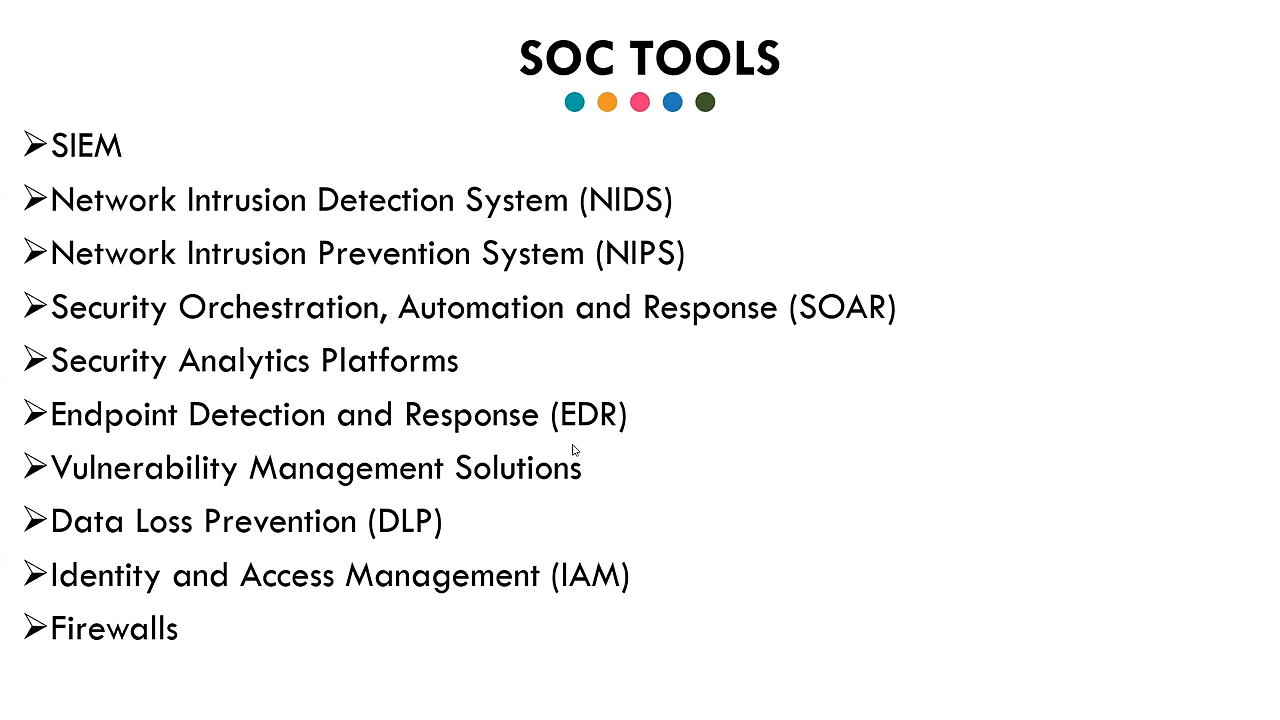 SOC TOOLS
SIEM
Network Intrusion Detection System (NIDS)
Network Intrusion Prevention System (NIPS)
Security Orchestration, Automation and Response (SOAR)
Security Analytics Platforms
Endpoint Detection and Response (EDR)
Vulnerability Management Solutions
Data Loss Prevention (DLP)
Identity and Access Management (IAM)
Firewalls